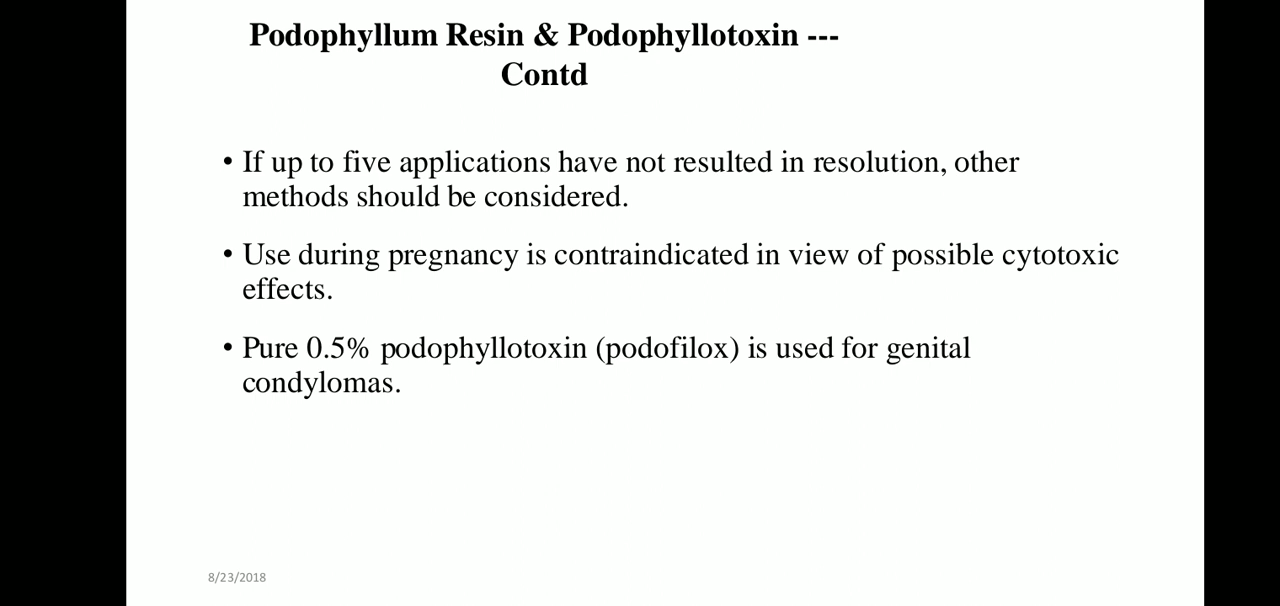 Podophyllum Resin & Podophyllotoxin ---
Contd
• If up to five applications have not resulted in resolution, other
methods should be considered.
• Use during pregnancy is contraindicated in view of possible cytotoxic
effects.
• Pure 0.5% podophyllotoxin (podofilox) is used for genital
condylomas.
8/23/2018